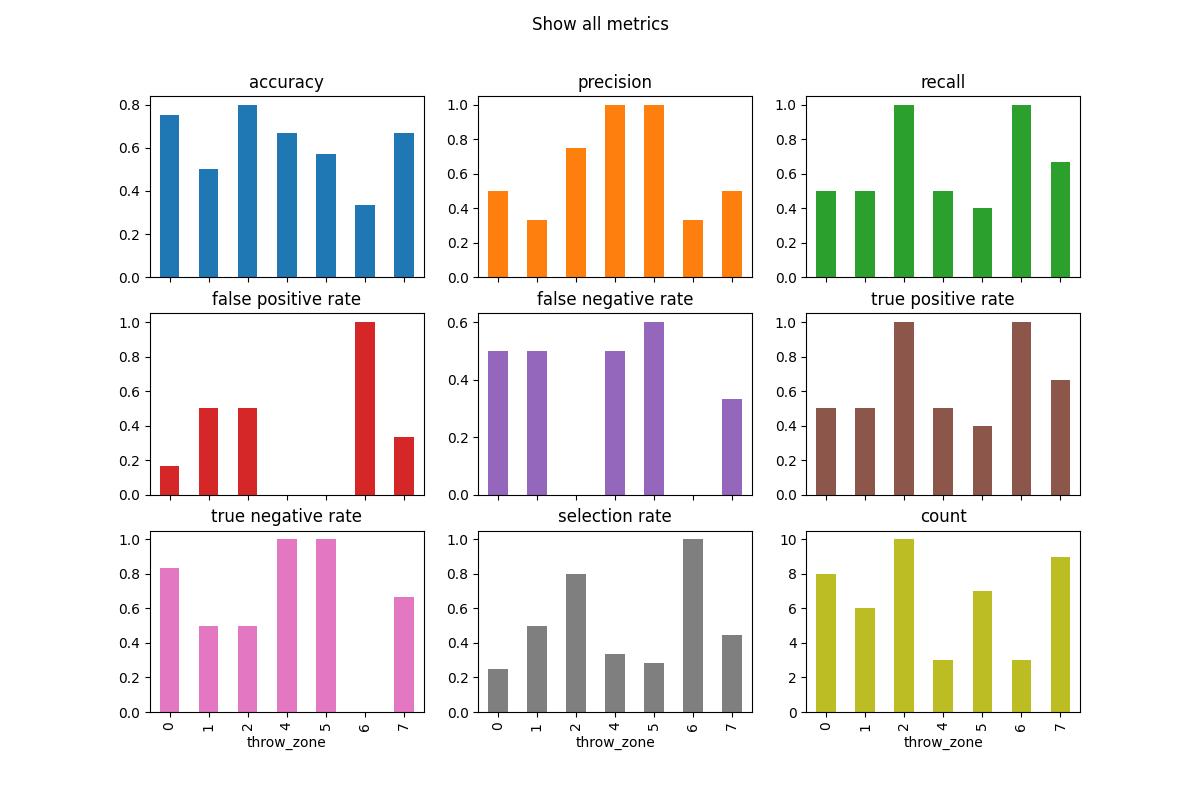 Show all metrics
accuracy precision recall
0.8 1.0 1.0
0.6 0.8 0.8
0.4 0.6 0.6
0.2 0.4 0.4
0.0 0.2 0.2
0.0 0.0
false positive rate false negative rate true positive rate
1.0 0.6 1.0
0.8 0.4 0.8
0.6 0.2 0.6
0.4 0.0 0.4
0.2 0.2
0.0 0.0
true negative rate selection rate count
1.0 1.0 10
0.8 0.8 8
0.6 0.6 6
0.4 0.4 4
0.2 0.2 2
0.0 0.0 0
0 1 2 4 5 6 7 0 1 2 4 5 6 7 0 1 2 4 5 6 7
throw_zone throw_zone throw_zone